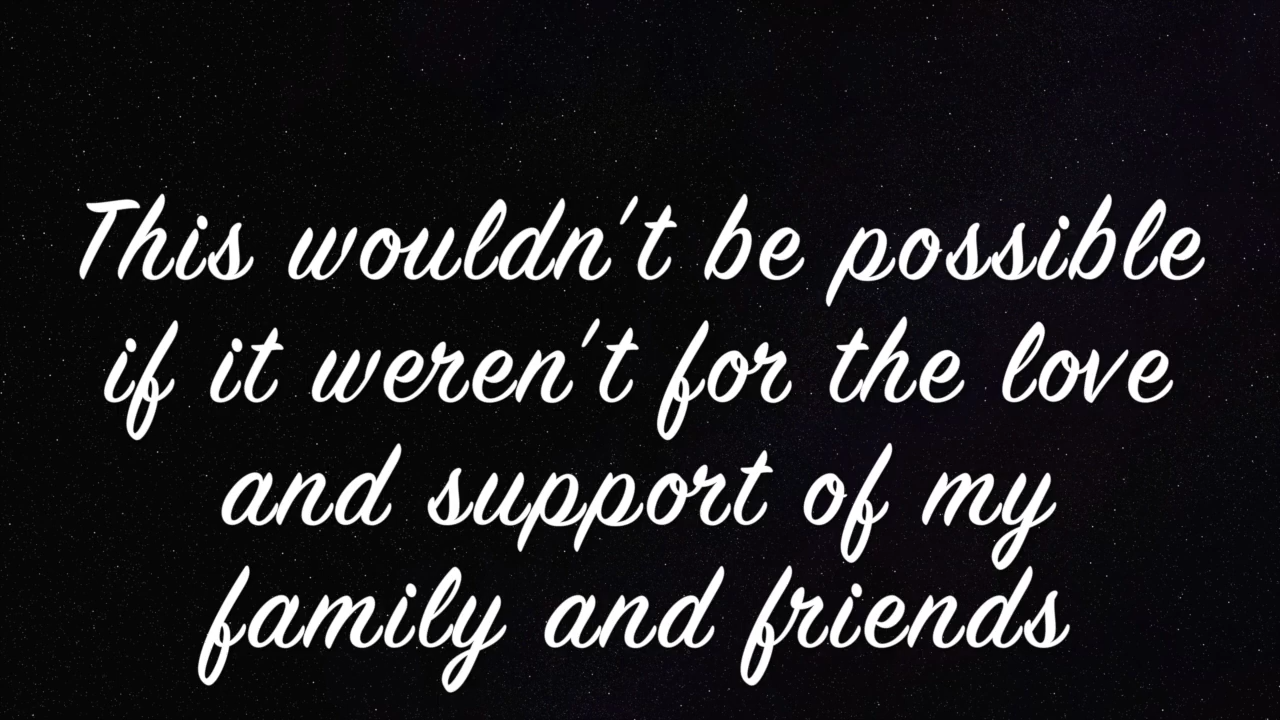 This wouldn't be possible
if it weren't for the love
and support of my
family and friends